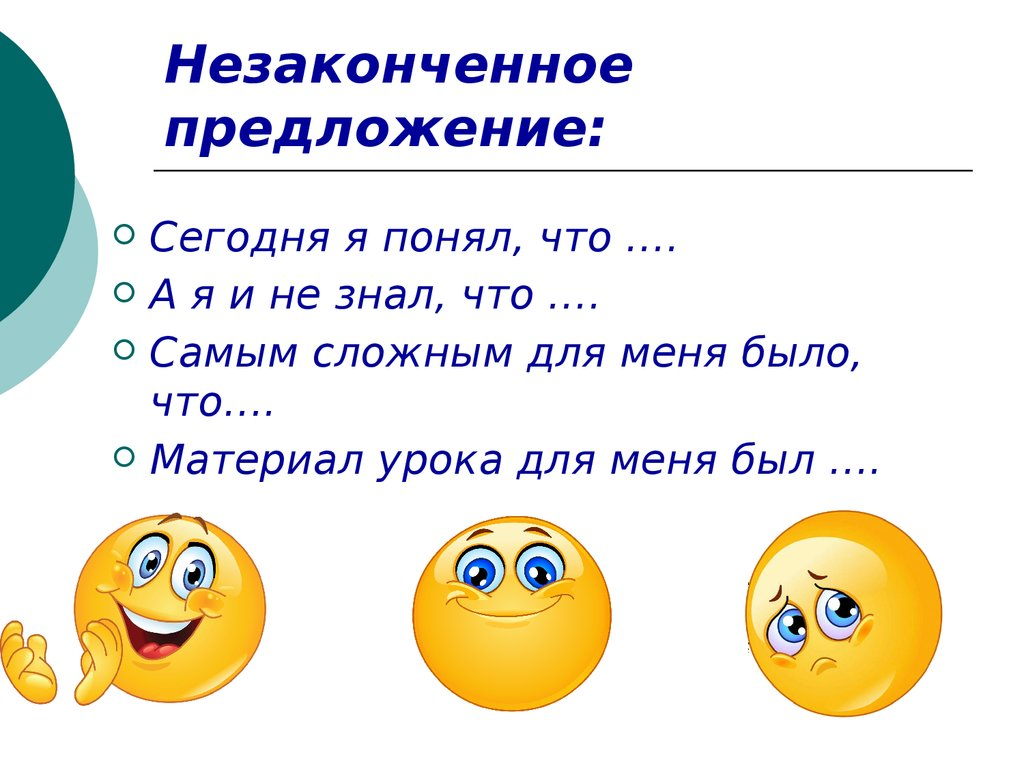 Незаконченное
предложение:
Сегодня я понял, что ….
А я и не знал, что ….
Самым сложным для меня было,
что….
Материал урока для меня был ….